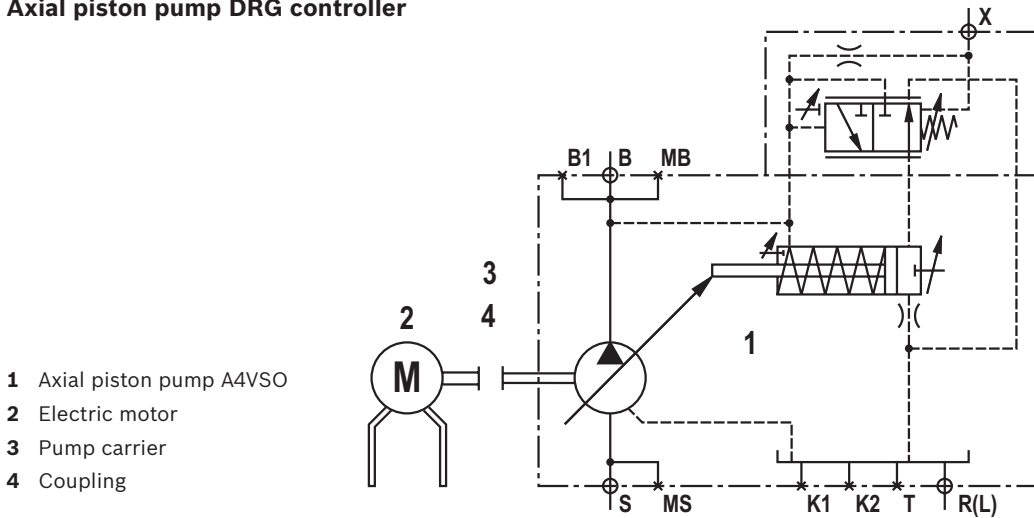 Axial piston pump DRG controller
X
B1 B MB
3
4
2
M
1
1 Axial piston pump A4VSO
2 Electric motor
3 Pump carrier
4 Coupling
S MS K1 K2 T R(L)